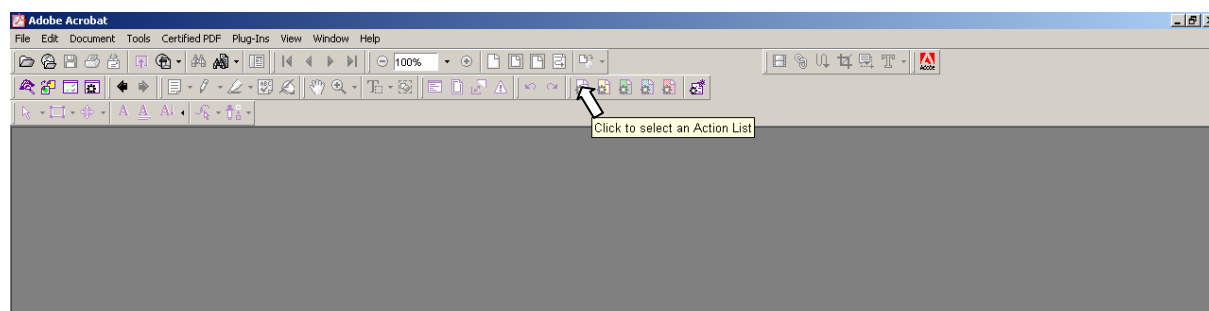 Adobe Acrobat
File Edit Document Tools Certified PDF Plug-Ins View Window Help
100%
Adobe
Click to select an Action List